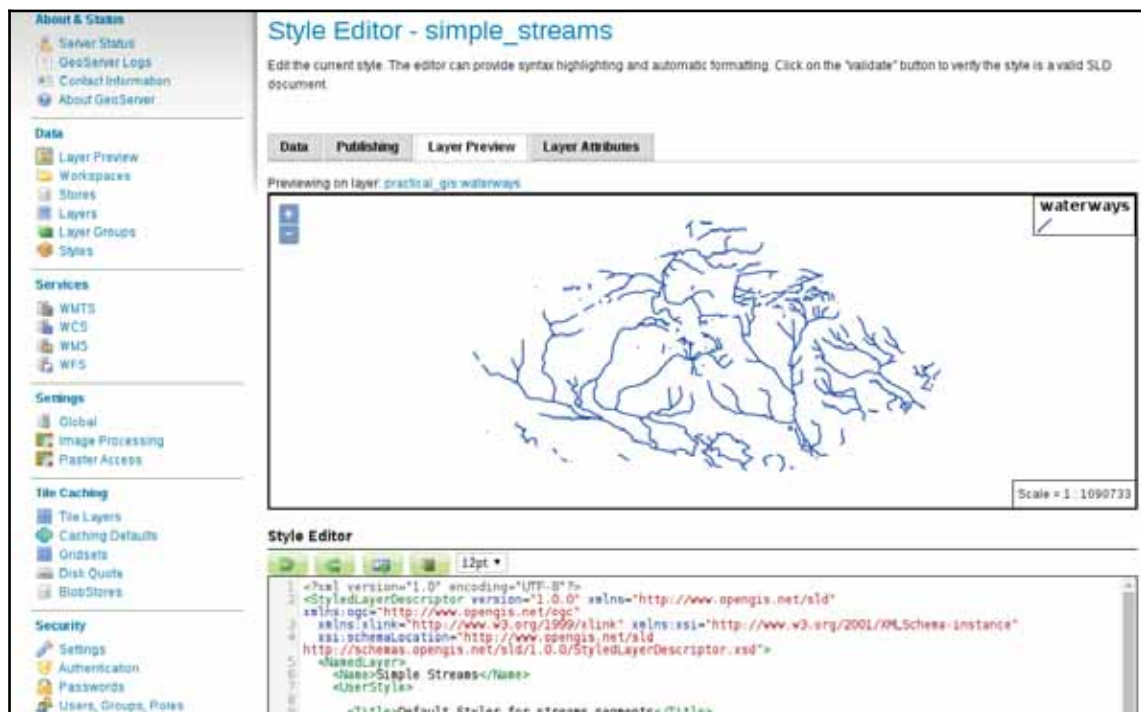 About & Status
Server Status
GeoServer Logs
Contact Information
About GeoServer
Data
Layer Preview
Workspaces
Stores
Layers
Layer Groups
Styles
Services
WMTS
WCS
WMS
WFS
Settings
Global
Image Processing
Raster Access
Tile Caching
Tile Layers
Caching Defaults
Gridsets
Disk Quota
BlobStores
Security
Settings
Authentication
Passwords
Users, Groups, Roles
Style Editor - simple_streams
Edit the current style. The editor can provide syntax highlighting and automatic formatting. Click on the "validate" button to verify the style is a valid SLD
document.
Data Publishing Layer Preview Layer Attributes
Previewing on layer: practical_gis:waterways
+
-
waterways
Scale = 1 : 1090733
Style Editor
12pt
<?xml version="1.0" encoding="UTF-8"?>
<StyledLayerDescriptor version="1.0.0" xmlns="http://www.opengis.net/sld"
xmlns:ogc="http://www.opengis.net/ogc"
xmlns:xlink="http://www.w3.org/1999/xlink" xmlns:xsi="http://www.w3.org/2001/XMLSchema-instance"
xsi:schemaLocation="http://www.opengis.net/sld
http://schemas.opengis.net/sld/1.0.0/StyledLayerDescriptor.xsd">
<NamedLayer>
<Name>Simple Streams</Name>
<UserStyle>
<Title>Default Styler for streams segments</Title>